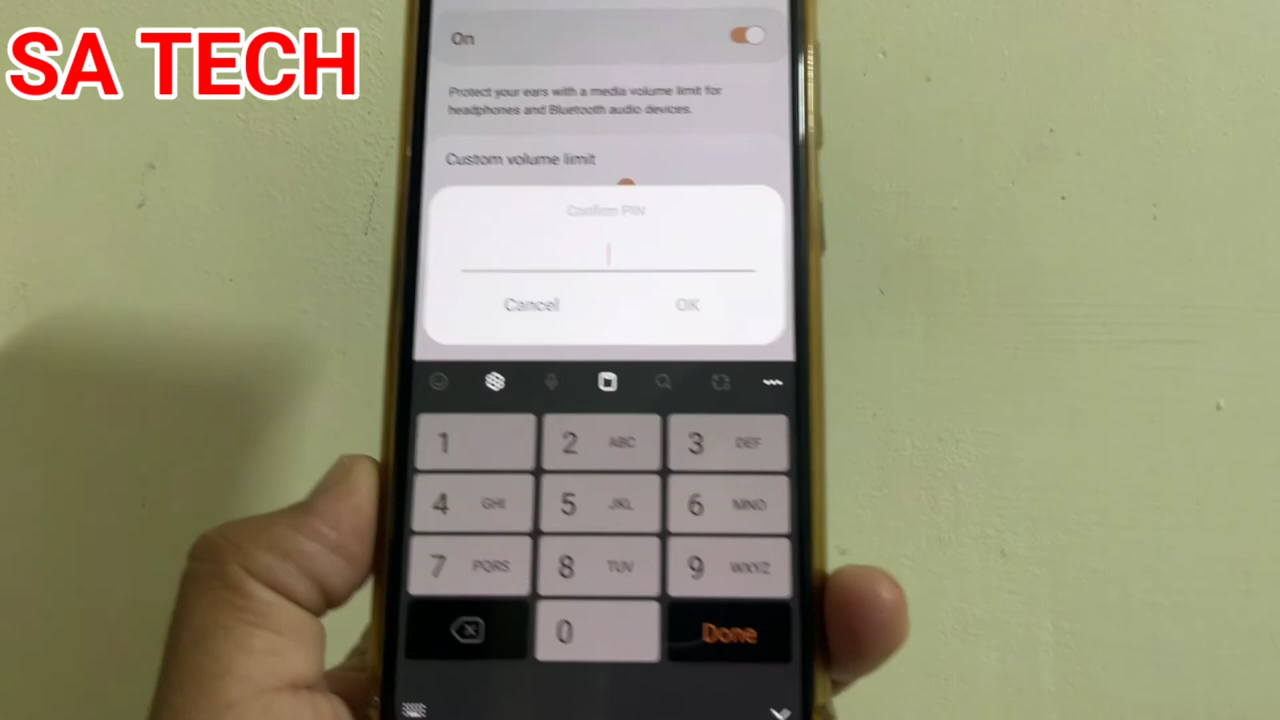 SA TECH
On
Protect your ears with a media volume limit for
headphones and Bluetooth audio devices.
Custom volume limit
Confirm PIN
Cancel OK
1 2 ABC 3 DEF
4 GHI 5 JKL 6 MNO
7 PQRS 8 TUV 9 WXYZ
0 Done